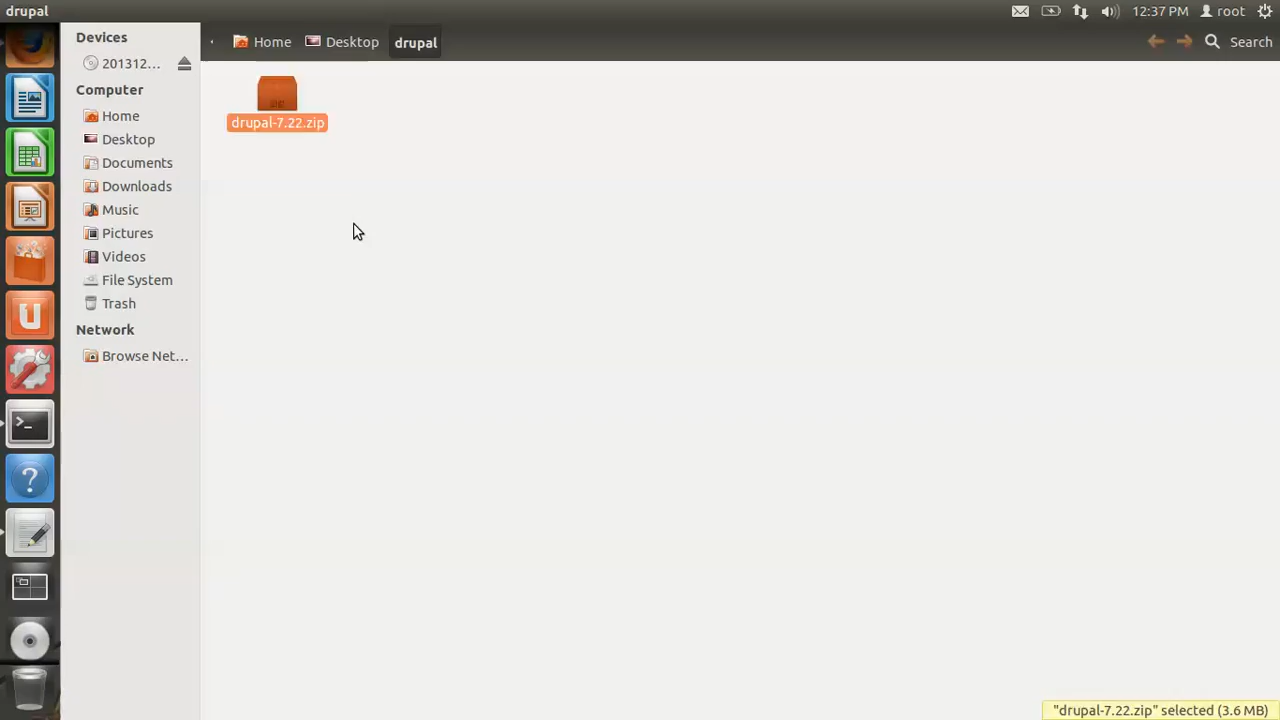 drupal
12:37 PM root
Devices
201312...
Computer
Home
Desktop
Documents
Downloads
Music
Pictures
Videos
File System
Trash
Network
Browse Net...
Home Desktop drupal
Search
drupal-7.22.zip
"drupal-7.22.zip" selected (3.6 MB)